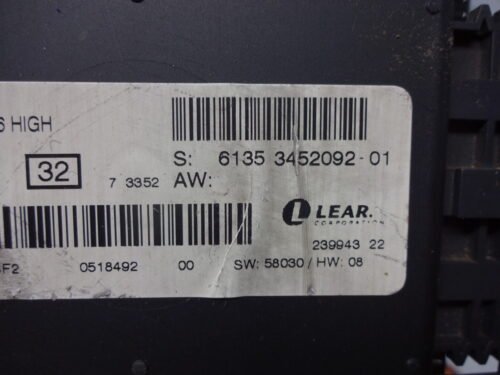 6 HIGH
S: 6135 3452092-01
32
7 3352 AW:
LEAR.
CORPORATION
239943 22
F2 0518492 00 SW: 58030 / HW: 08